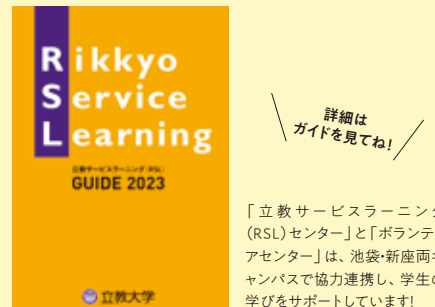 Rikkyo
Service
Learning
立教サービスラーニング（RSL）
GUIDE 2023
立教大学
詳細は
ガイドを見てね!
「立教サービスラーニング
（RSL）センター」と「ボランティ
アセンター」は、池袋・新座両キ
ャンパスで協力連携し、学生の
学びをサポートしています!